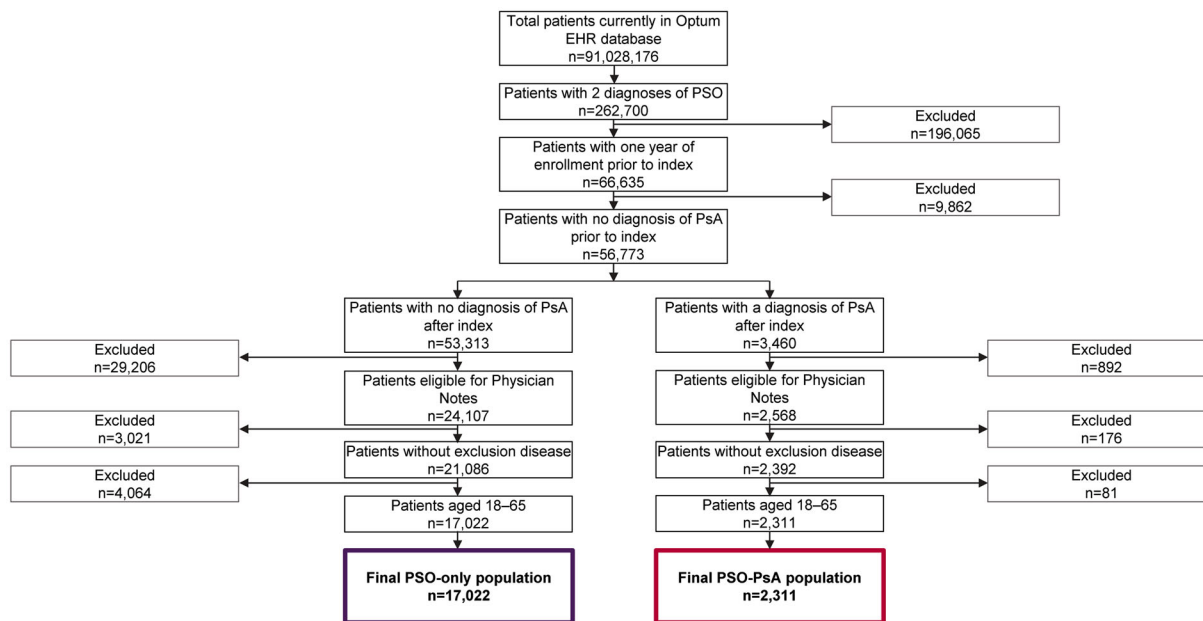 Total patients currently in Optum
EHR database
n=91,028,176
Patients with 2 diagnoses of PSO
n=262,700
Excluded
n=196,065
Patients with one year of
enrollment prior to index
n=66,635
Excluded
n=9,862
Patients with no diagnosis of PsA
prior to index
n=56,773
Patients with no diagnosis of PsA
after index
n=53,313
Patients with a diagnosis of PsA
after index
n=3,460
Excluded
n=29,206
Excluded
n=892
Patients eligible for Physician
Notes
n=24,107
Patients eligible for Physician
Notes
n=2,568
Excluded
n=3,021
Excluded
n=176
Patients without exclusion disease
n=21,086
Patients without exclusion disease
n=2,392
Excluded
n=4,064
Excluded
n=81
Patients aged 18–65
n=17,022
Patients aged 18–65
n=2,311
Final PSO-only population
n=17,022
Final PSO-PsA population
n=2,311